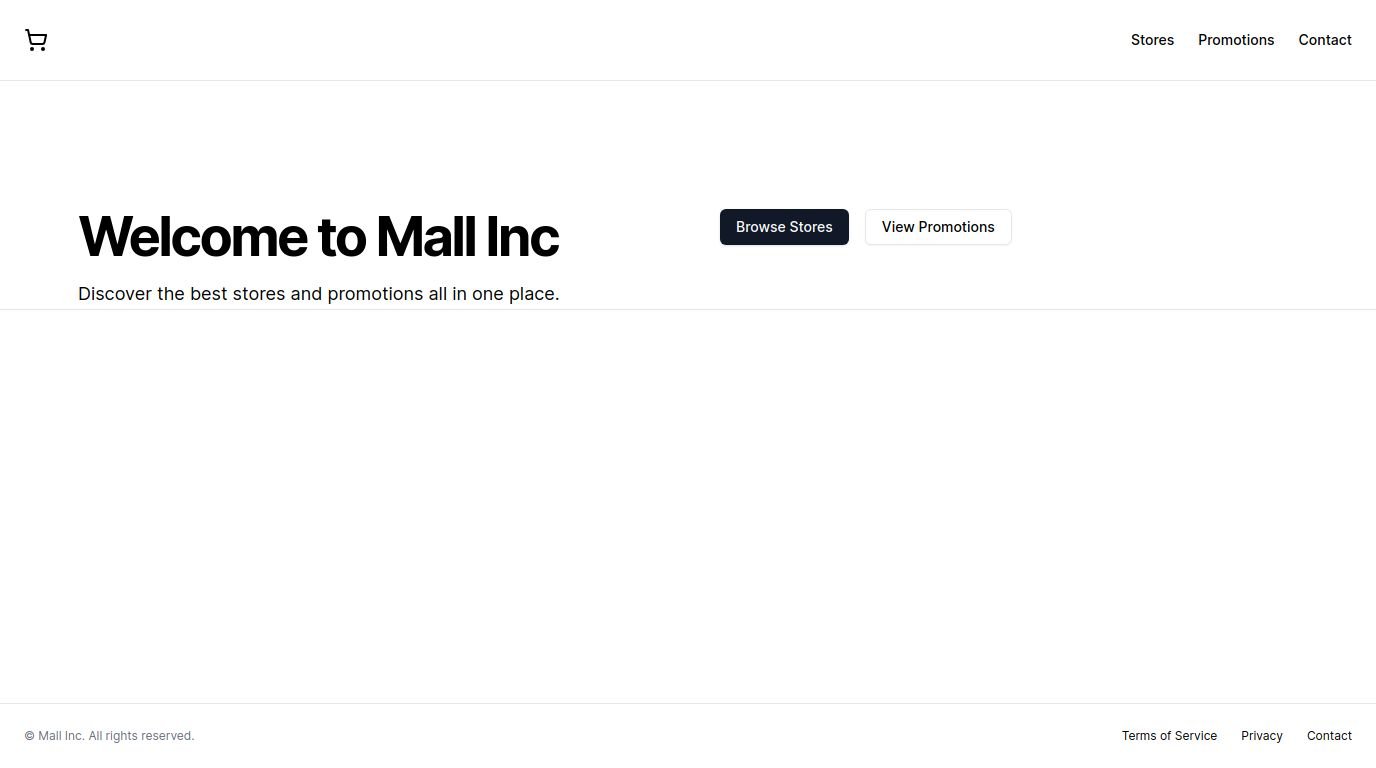 Stores
Promotions
Contact
Welcome to Mall Inc
Discover the best stores and promotions all in one place.
Browse Stores
View Promotions
© Mall Inc. All rights reserved.
Terms of Service
Privacy
Contact